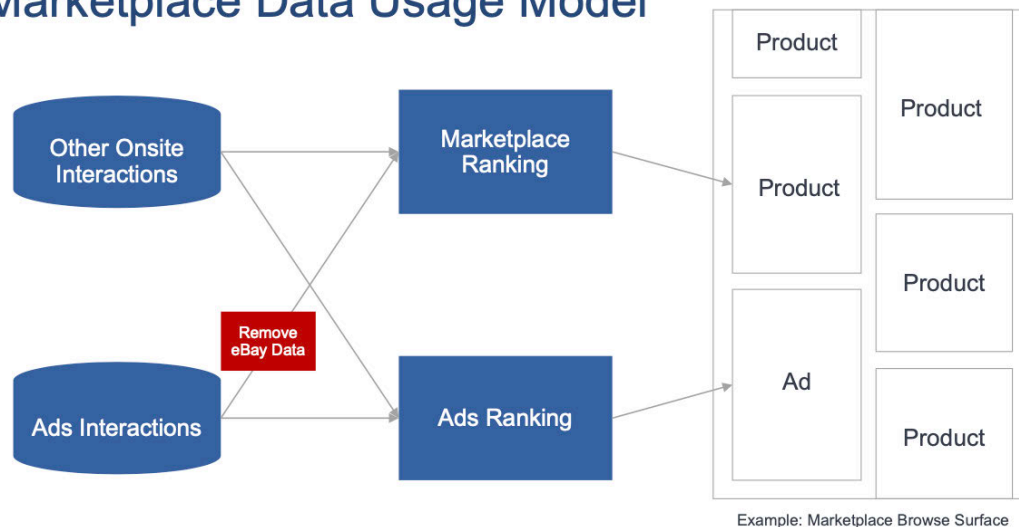 Marketplace Data Usage Model
Other Onsite
Interactions
Marketplace
Ranking
Remove
eBay Data
Ads Interactions
Ads Ranking
Product
Product
Product
Product
Ad
Product
Example: Marketplace Browse Surface